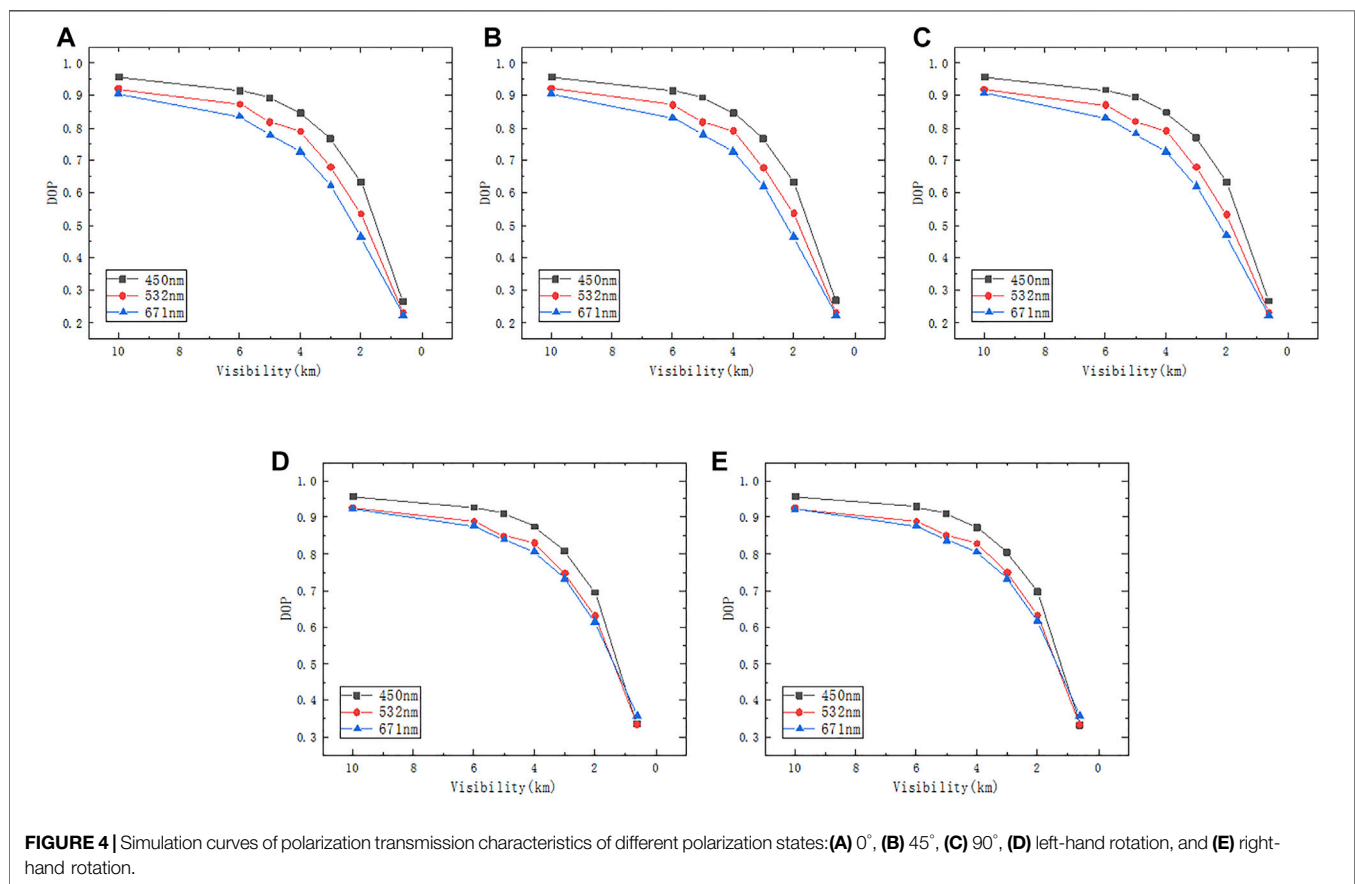 A
1.0
0.9
0.8
0.7
0.6
0.5
0.4
0.3
0.2
DOP
450nm
532nm
671nm
10 8 6 4 2 0
Visibility(km)
B
1.0
0.9
0.8
0.7
0.6
0.5
0.4
0.3
0.2
DOP
450nm
532nm
671nm
10 8 6 4 2 0
Visibility(km)
C
1.0
0.9
0.8
0.7
0.6
0.5
0.4
0.3
0.2
DOP
450nm
532nm
671nm
10 8 6 4 2 0
Visibility(km)
D
1.0
0.9
0.8
0.7
0.6
0.5
0.4
0.3
DOP
450nm
532nm
671nm
10 8 6 4 2 0
Visibility(km)
E
1.0
0.9
0.8
0.7
0.6
0.5
0.4
0.3
DOP
450nm
532nm
671nm
10 8 6 4 2 0
Visibility(km)
FIGURE 4 | Simulation curves of polarization transmission characteristics of different polarization states:(A) 0°, (B) 45°, (C) 90°, (D) left-hand rotation, and (E) right-
hand rotation.